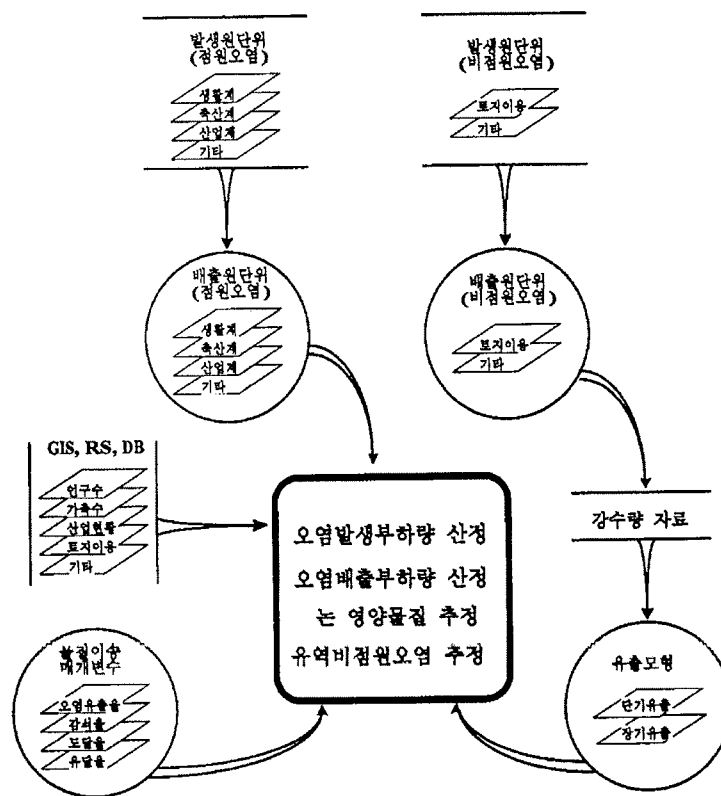 발생원단위
(점원오염)
생활계
축산계
산업계
기타
발생원단위
(비점원오염)
토지이용
기타
배출원단위
(점원오염)
생활계
축산계
산업계
기타
배출원단위
(비점원오염)
토지이용
기타
GIS, RS, DB
인구수
가축수
산업현황
토지이용
기타
오염발생부하량 산정
오염배출부하량 산정
논 영양물질 추정
유역비점원오염 추정
강수량 자료
물질이송
매개변수
오염유출율
감쇠율
도달율
유달율
유출모형
단기유출
장기유출